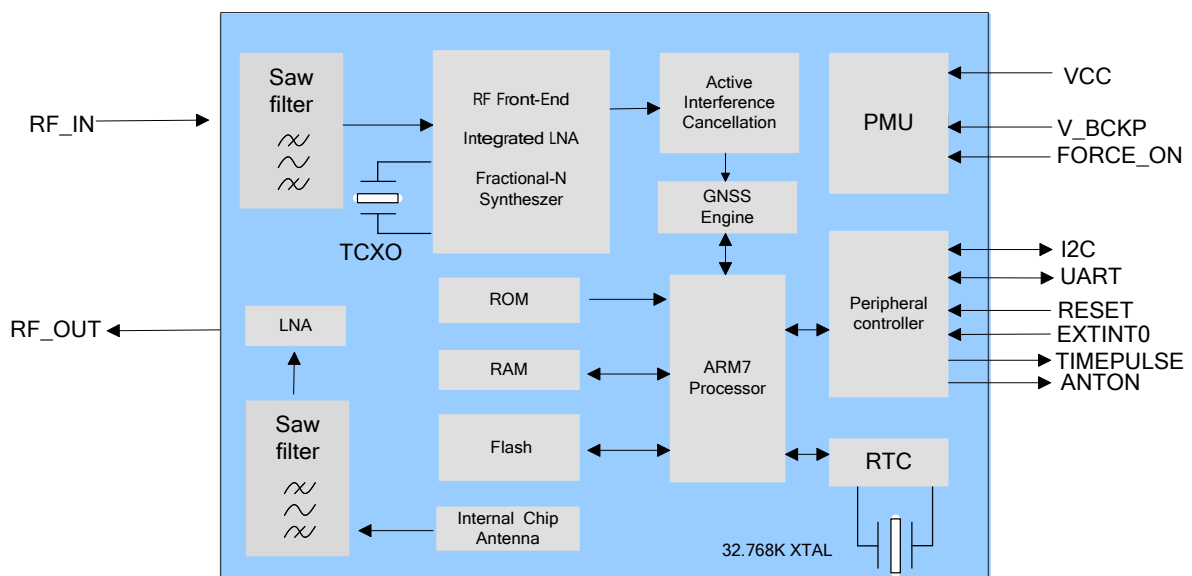 RF_IN
RF_OUT
Saw
filter
TCXO
RF Front-End
Integrated LNA
Fractional-N
Syntheszer
Active
Interference
Cancellation
GNSS
Engine
PMU
VCC
V_BCKP
FORCE_ON
ROM
RAM
Flash
Internal Chip
Antenna
LNA
Saw
filter
ARM7
Processor
Peripheral
controller
I2C
UART
RESET
EXTINT0
TIMEPULSE
ANTON
RTC
32.768K XTAL